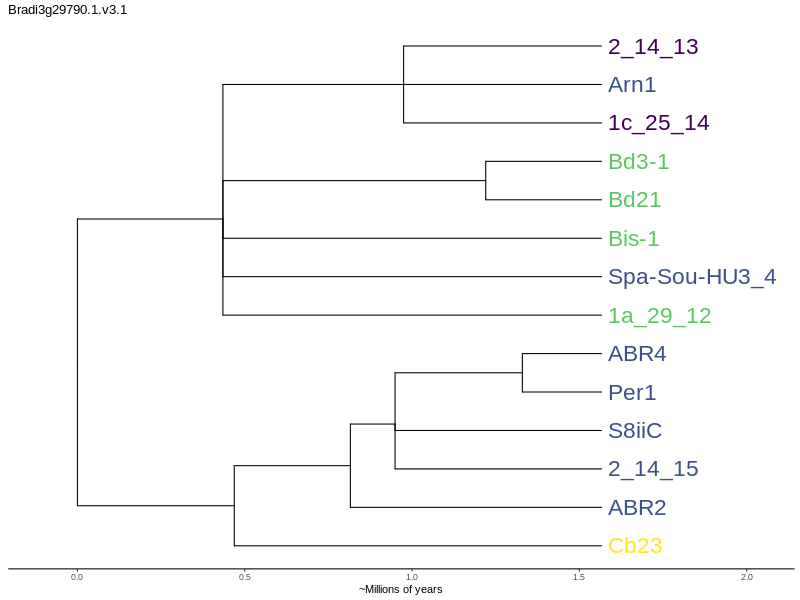 Bradi3g29790.1.v3.1
2_14_13
Arn1
1c_25_14
Bd3-1
Bd21
Bis-1
Spa-Sou-HU3_4
1a_29_12
ABR4
Per1
S8iiC
2_14_15
ABR2
Cb23
0.0 0.5 1.0 1.5 2.0
~Millions of years